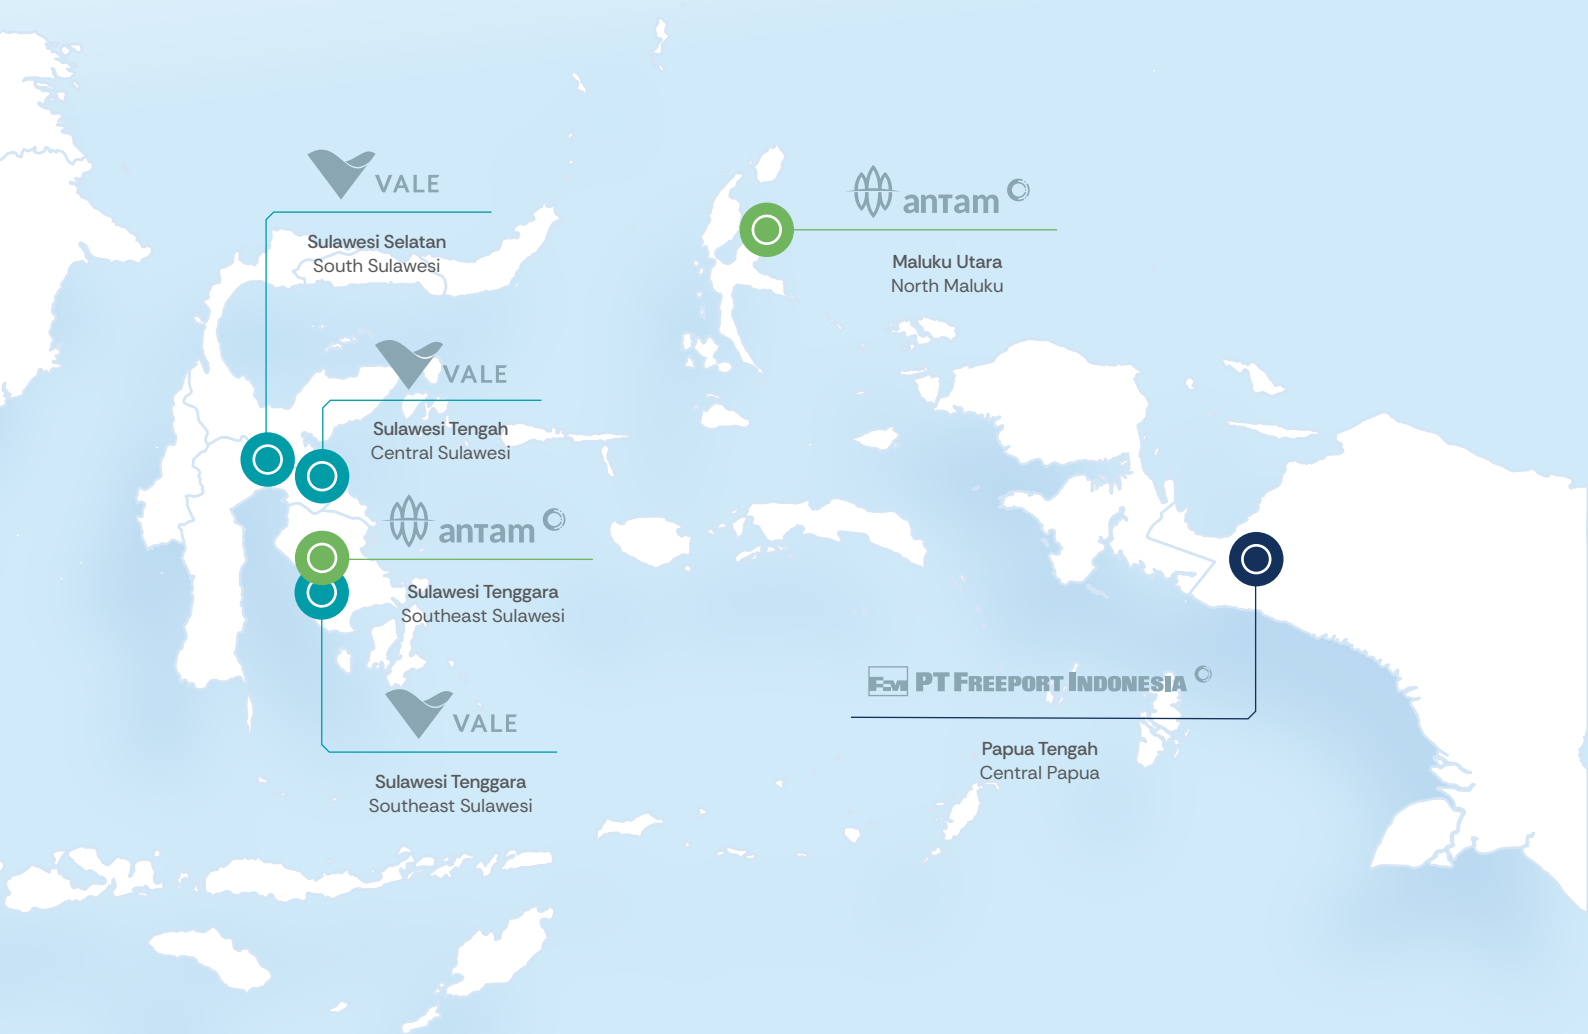 VALE
Sulawesi Selatan
South Sulawesi
antam
Maluku Utara
North Maluku
VALE
Sulawesi Tengah
Central Sulawesi
antam
Sulawesi Tenggara
Southeast Sulawesi
VALE
Sulawesi Tenggara
Southeast Sulawesi
FM PT FREEPORT INDONESIA
Papua Tengah
Central Papua